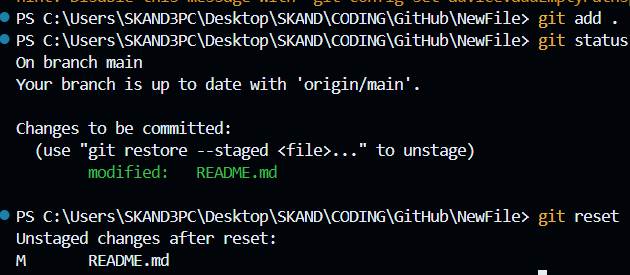 PS C:\Users\SKAND3PC\Desktop\SKAND\CODING\GitHub\NewFile> git add .
PS C:\Users\SKAND3PC\Desktop\SKAND\CODING\GitHub\NewFile> git status
On branch main
Your branch is up to date with 'origin/main'.
Changes to be committed:
(use "git restore --staged <file>..." to unstage)
modified: README.md
PS C:\Users\SKAND3PC\Desktop\SKAND\CODING\GitHub\NewFile> git reset
Unstaged changes after reset:
M README.md